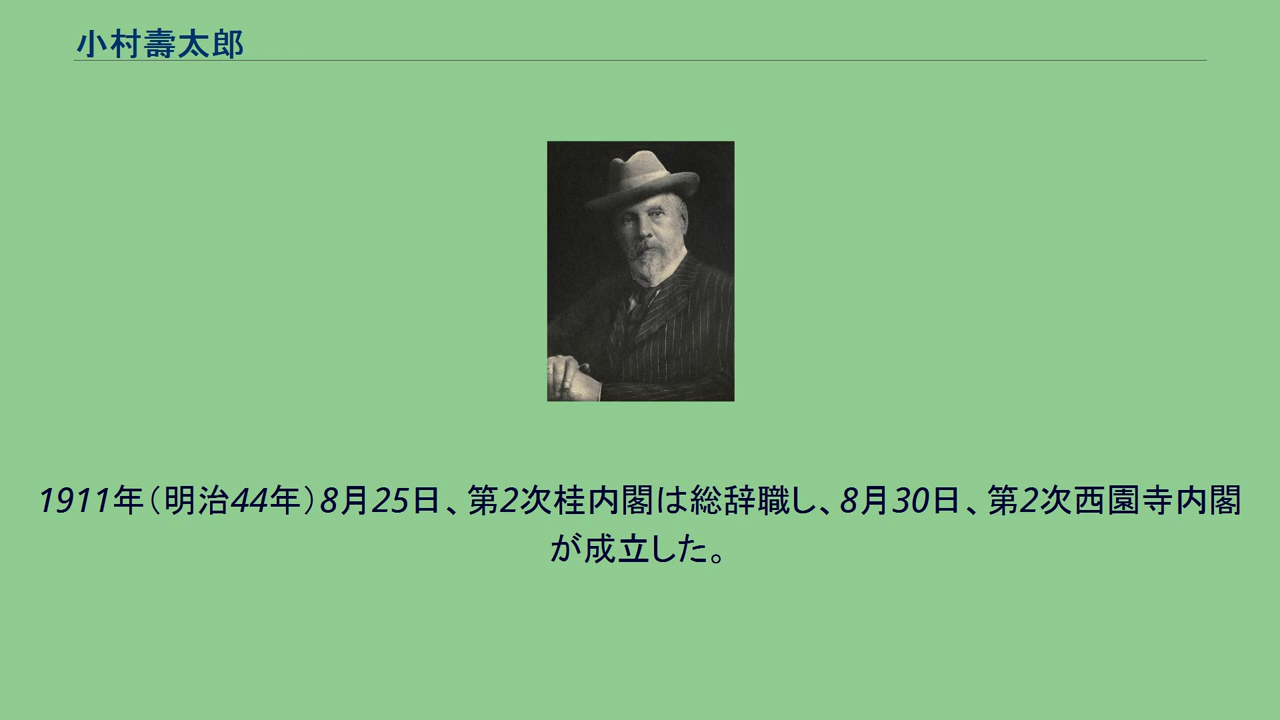 小村壽太郎
1911年（明治44年）8月25日、第2次桂内閣は総辞職し、8月30日、第2次西園寺内閣
が成立した。